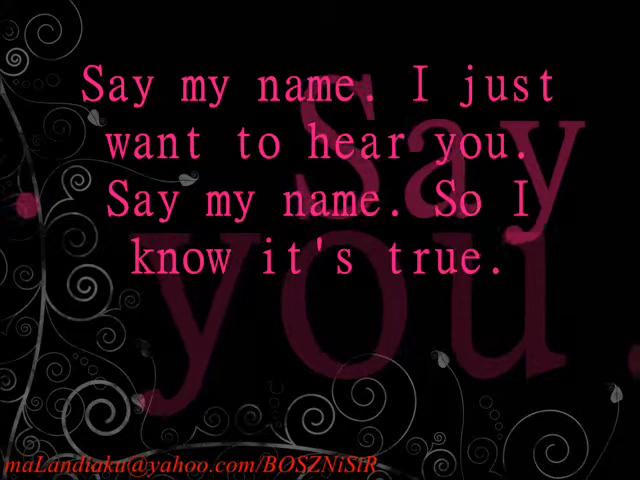 Say my name. I just
want to hear you.
Say my name. So I
know it's true.
Say
you.
maLandiaku@yahoo.com/BOSZNiSiR